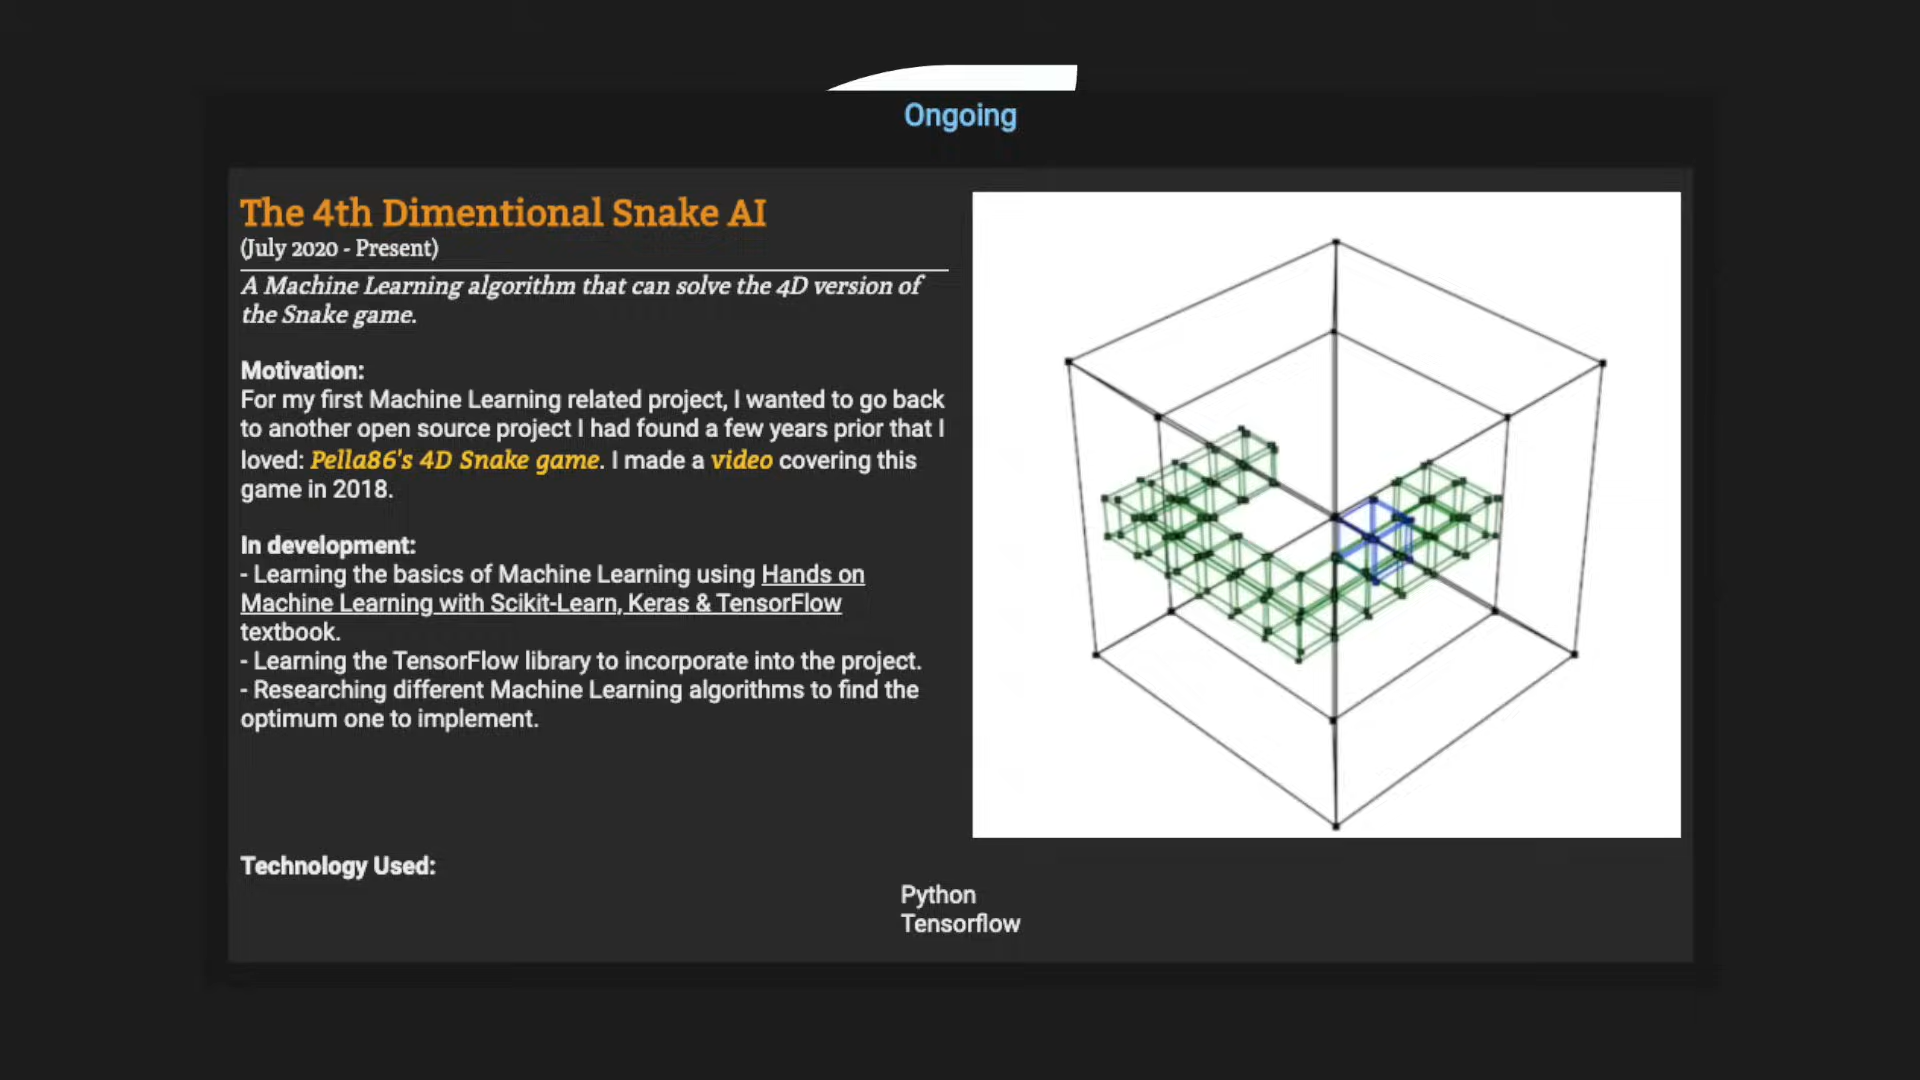 Ongoing
The 4th Dimentional Snake AI
(July 2020 - Present)
A Machine Learning algorithm that can solve the 4D version of
the Snake game.
Motivation:
For my first Machine Learning related project, I wanted to go back
to another open source project I had found a few years prior that I
loved: Pella86's 4D Snake game. I made a video covering this
game in 2018.
In development:
- Learning the basics of Machine Learning using Hands on
Machine Learning with Scikit-Learn, Keras & TensorFlow
textbook.
- Learning the TensorFlow library to incorporate into the project.
- Researching different Machine Learning algorithms to find the
optimum one to implement.
Technology Used:
Python
Tensorflow